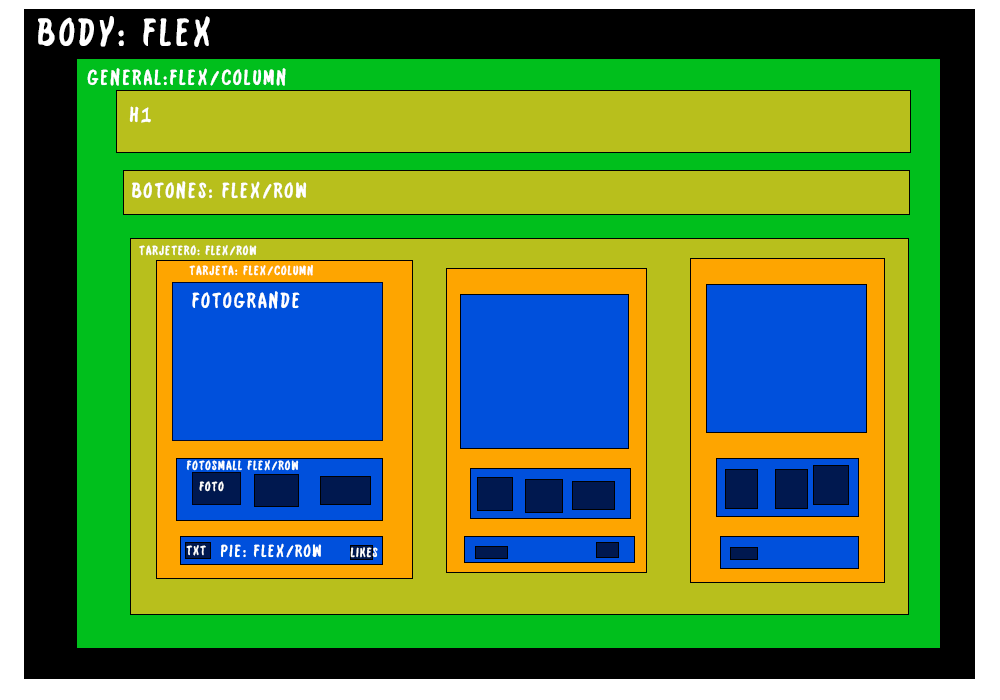 BODY: FLEX
GENERAL:FLEX/COLUMN
H1
BOTONES: FLEX/ROW
TARJETERO: FLEX/ROW
TARJETA: FLEX/COLUMN
FOTOGRANDE
FOTOSMALL FLEX/ROW
FOTO
TXT PIE: FLEX/ROW LIKES